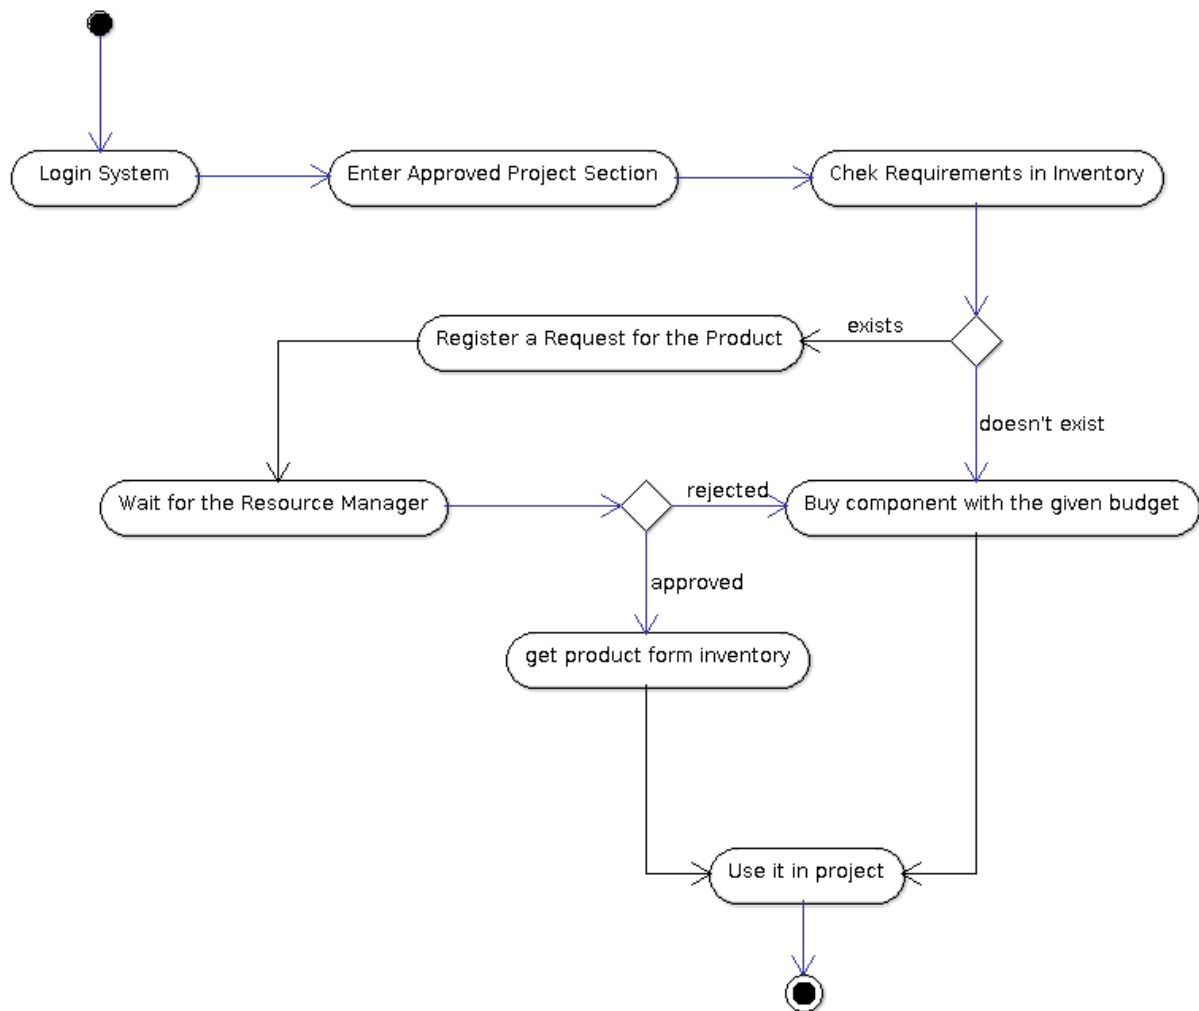 Login System
Enter Approved Project Section
Chek Requirements in Inventory
Register a Request for the Product
exists
doesn't exist
Wait for the Resource Manager
rejected
Buy component with the given budget
approved
get product form inventory
Use it in project